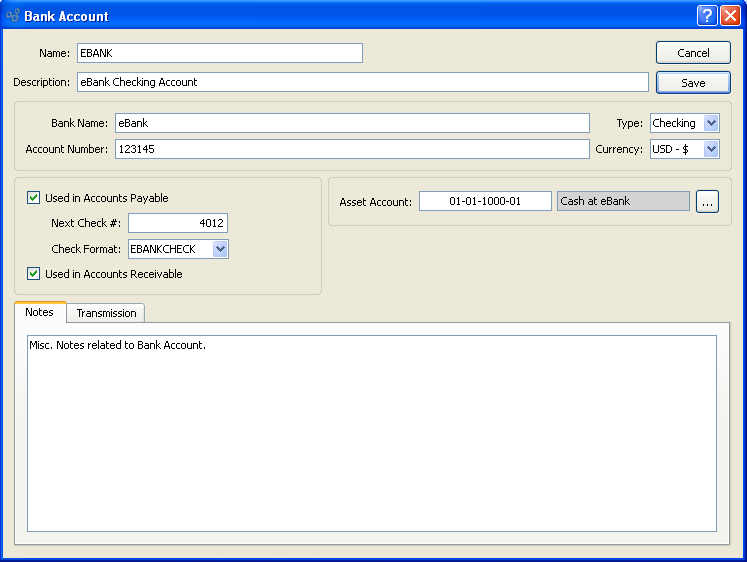 Bank Account
Name: EBANK
Cancel
Description: eBank Checking Account
Save
Bank Name: eBank Type: Checking
Account Number: 123145 Currency: USD - $
Used in Accounts Payable
Asset Account: 01-01-1000-01 Cash at eBank ...
Next Check #: 4012
Check Format: EBANKCHECK
Used in Accounts Receivable
Notes Transmission
Misc. Notes related to Bank Account.